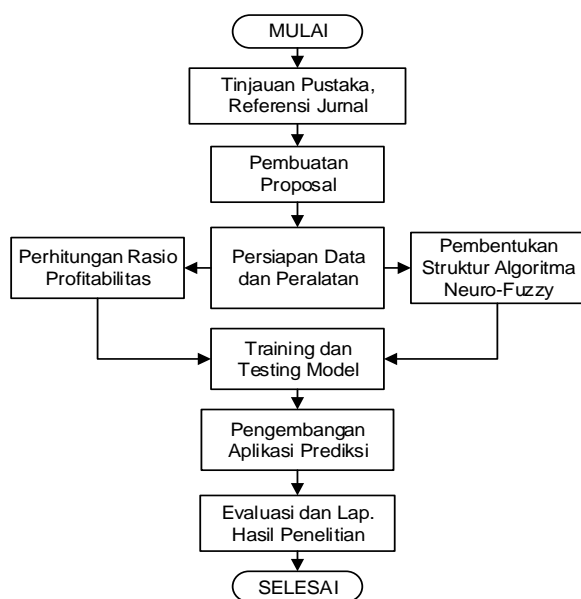 MULAI
Tinjauan Pustaka,
Referensi Jurnal
Pembuatan
Proposal
Perhitungan Rasio
Profitabilitas
Persiapan Data
dan Peralatan
Pembentukan
Struktur Algoritma
Neuro-Fuzzy
Training dan
Testing Model
Pengembangan
Aplikasi Prediksi
Evaluasi dan Lap.
Hasil Penelitian
SELESAI